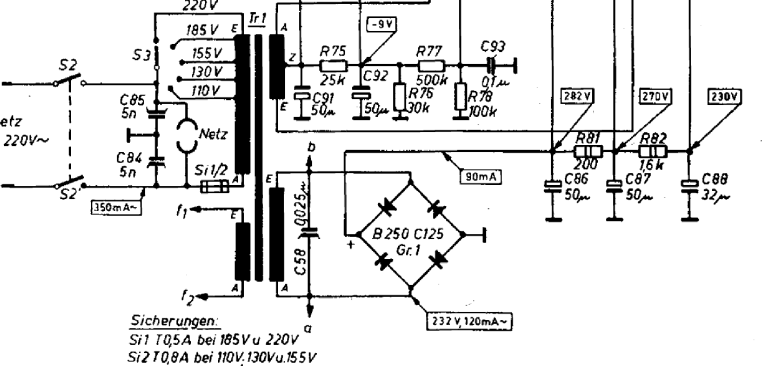 220V
Tr1
E
A
-9V
185V
S2
S3
155V
130V
110V
R75
25k
C92
50µ
R77
500k
C93
0,1µ
Z
C91
50µ
R76
30k
R78
100k
C85
5n
etz
220V~
Netz
C84
5n
Si1/2
A
E
S2'
350mA~
282V
270V
230V
R81
200
R82
1,6k
90mA
C86
50µ
C87
50µ
C88
32µ
b
E
0,025µ
C58
B250 C125
Gr.1
+
f1
E
f2
A
A
a
232V,120mA~
Sicherungen:
Si1 T0,5A bei 185V u 220V
Si2 T0,8A bei 110V,130Vu.155V